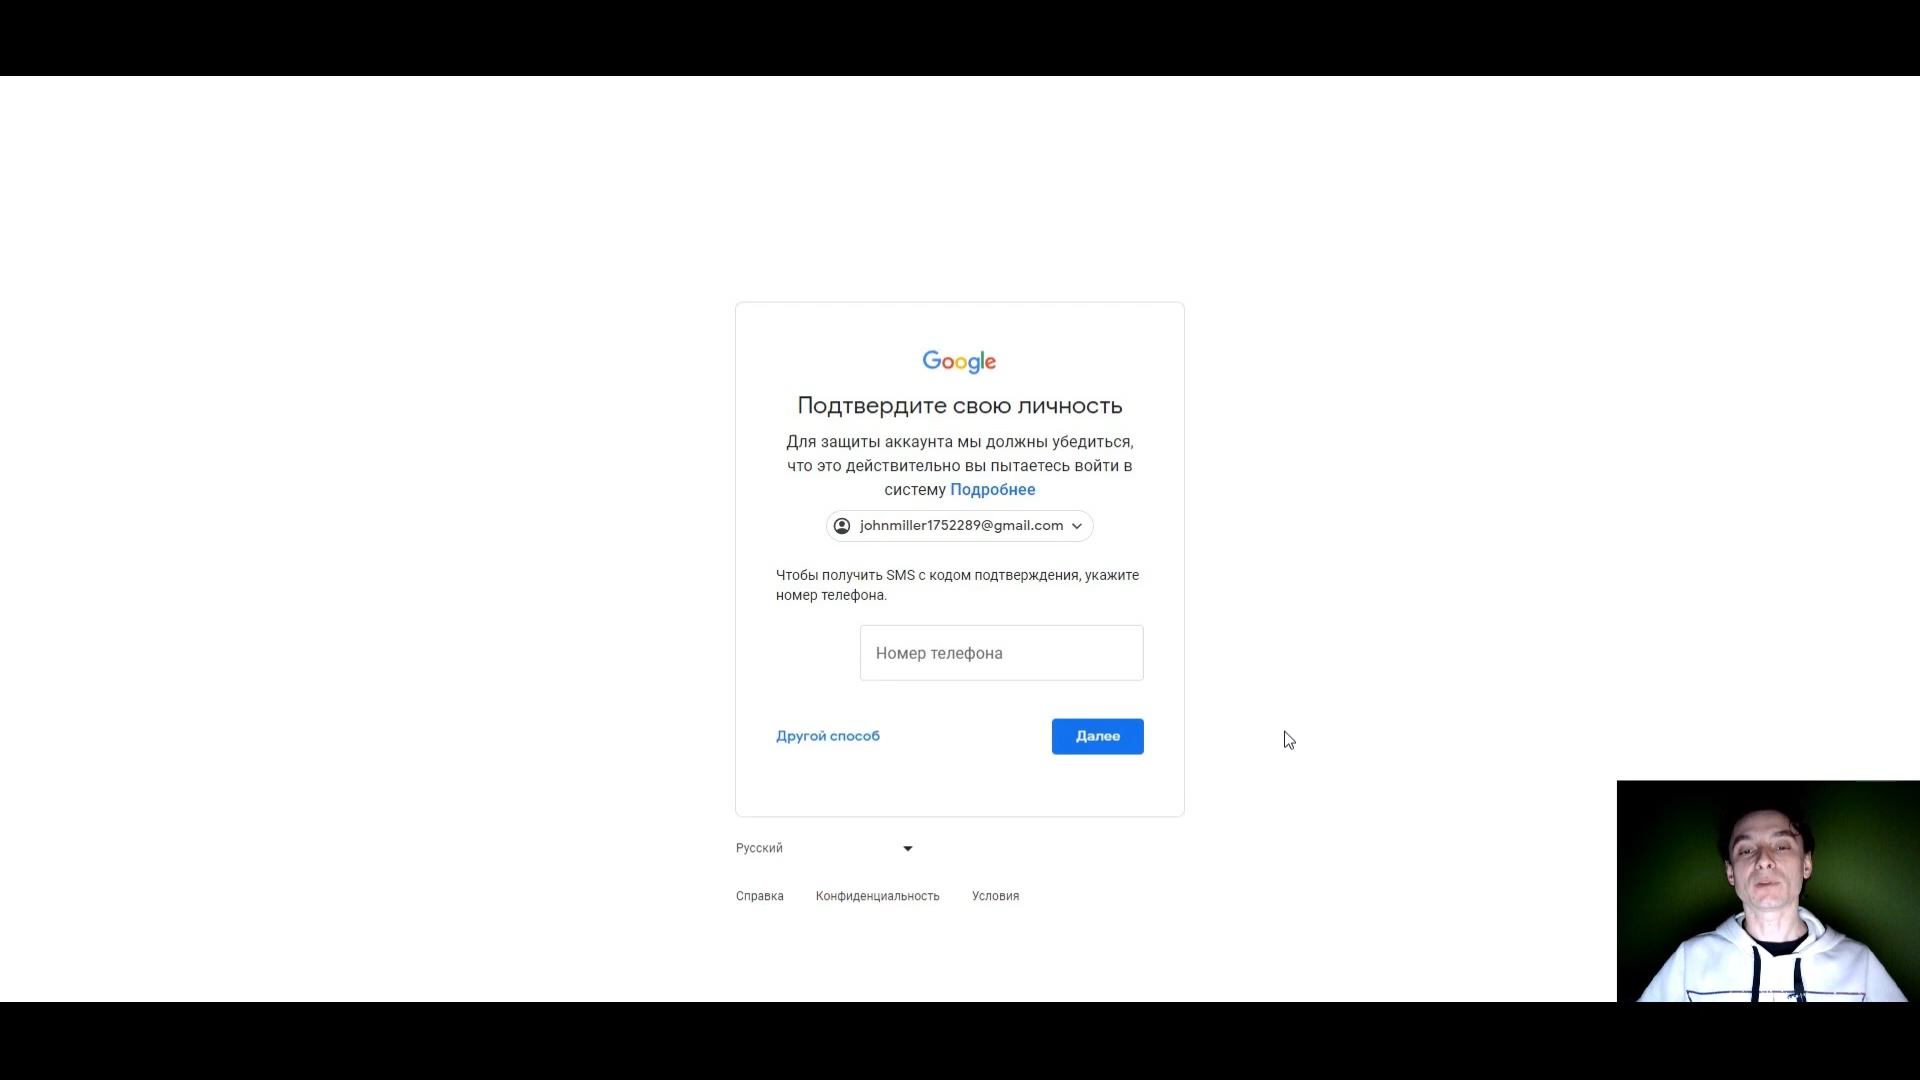 Google
Подтвердите свою личность
Для защиты аккаунта мы должны убедиться,
что это действительно вы пытаетесь войти в
систему Подробнее
johnmiller1752289@gmail.com
Чтобы получить SMS с кодом подтверждения, укажите
номер телефона.
Номер телефона
Другой способ
Далее
Русский
Справка Конфиденциальность Условия